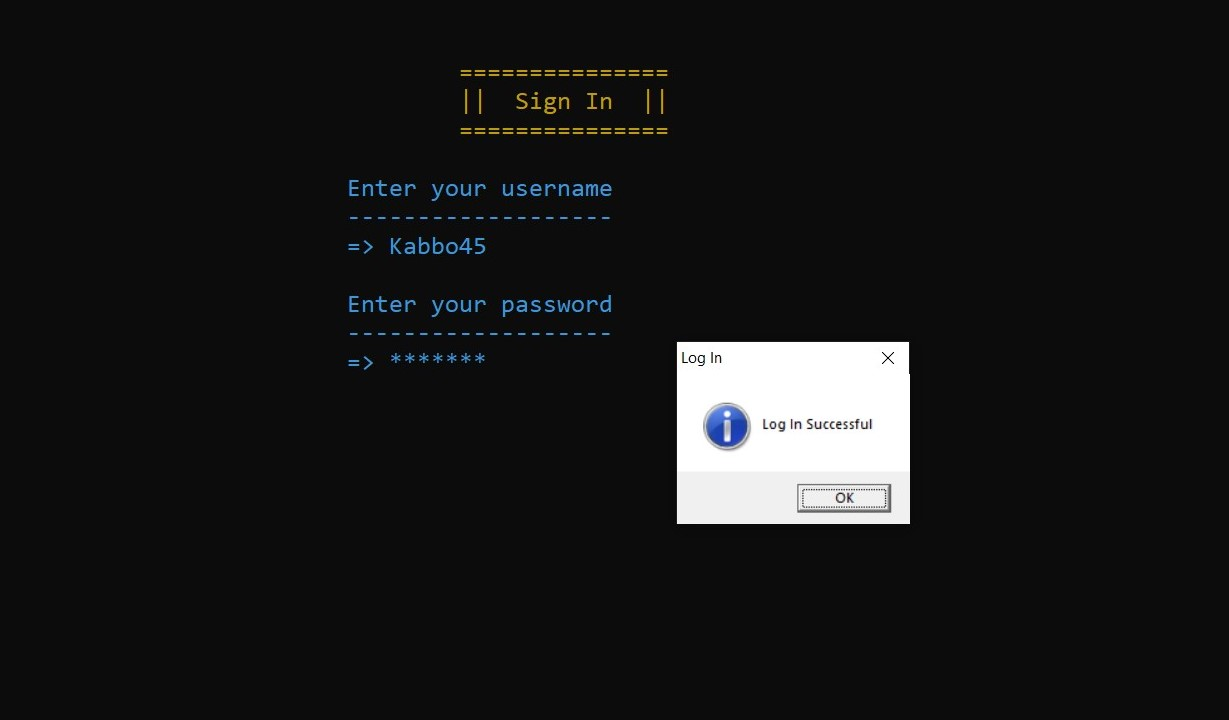 ===============
||  Sign In  ||
===============
Enter your username
-------------------
=> Kabbo45
Enter your password
-------------------
=> *******
Log In
Log In Successful
OK